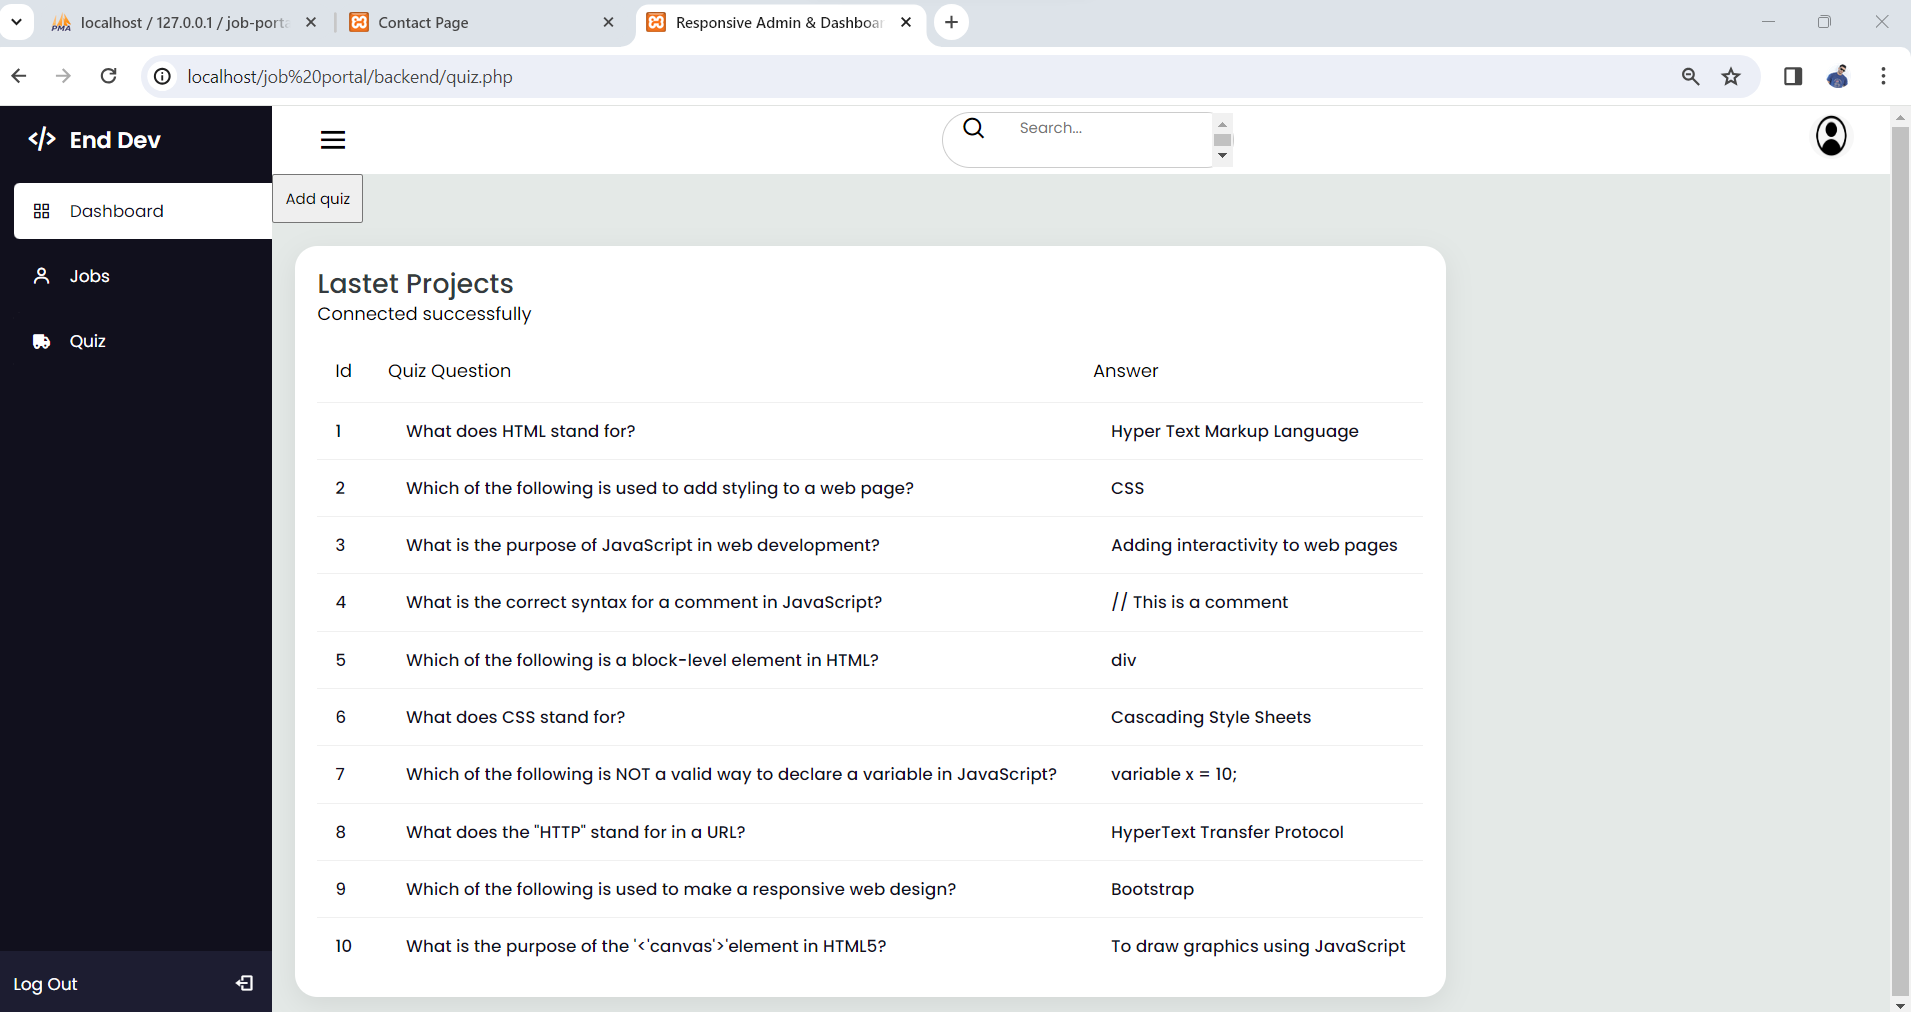 localhost / 127.0.0.1 / job-porta
Contact Page
Responsive Admin & Dashboar
localhost/job%20portal/backend/quiz.php
</> End Dev
Search...
Dashboard
Add quiz
Jobs
Quiz
Lastet Projects
Connected successfully
Id Quiz Question Answer
1 What does HTML stand for? Hyper Text Markup Language
2 Which of the following is used to add styling to a web page? CSS
3 What is the purpose of JavaScript in web development? Adding interactivity to web pages
4 What is the correct syntax for a comment in JavaScript? // This is a comment
5 Which of the following is a block-level element in HTML? div
6 What does CSS stand for? Cascading Style Sheets
7 Which of the following is NOT a valid way to declare a variable in JavaScript? variable x = 10;
8 What does the "HTTP" stand for in a URL? HyperText Transfer Protocol
9 Which of the following is used to make a responsive web design? Bootstrap
10 What is the purpose of the '<'canvas'>'element in HTML5? To draw graphics using JavaScript
Log Out